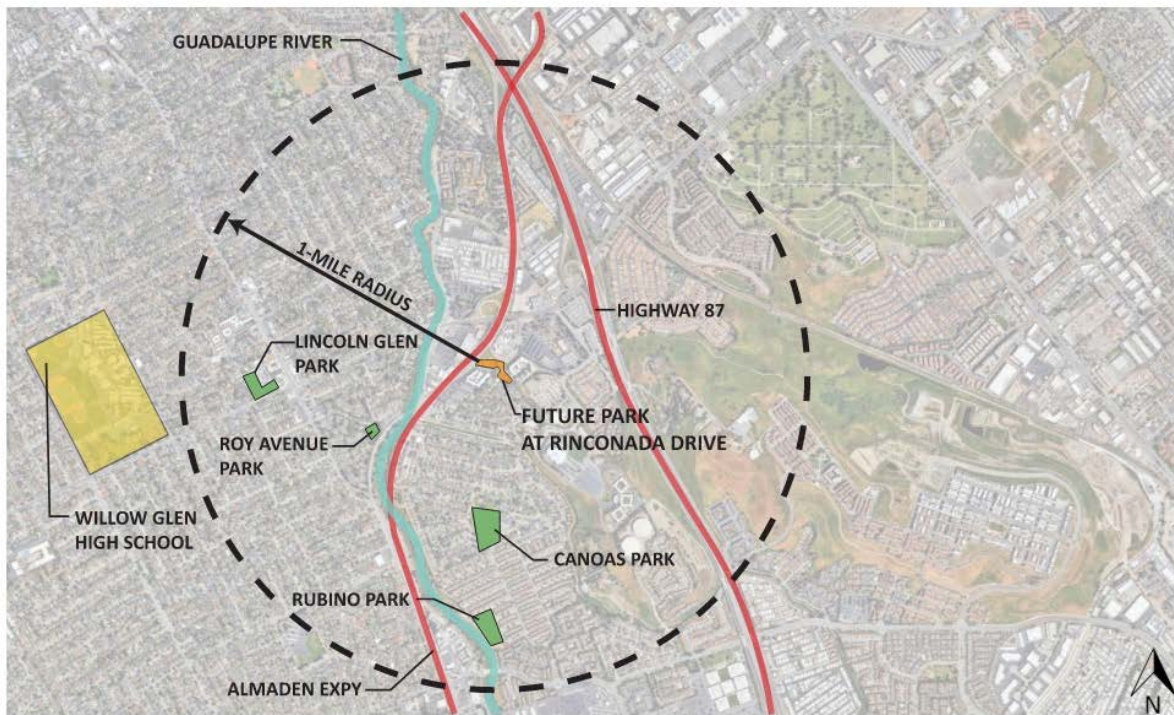 GUADALUPE RIVER
1-MILE RADIUS
HIGHWAY 87
LINCOLN GLEN
PARK
FUTURE PARK
AT RINCONADA DRIVE
ROY AVENUE
PARK
WILLOW GLEN
HIGH SCHOOL
CANOAS PARK
RUBINO PARK
ALMADEN EXPY
N